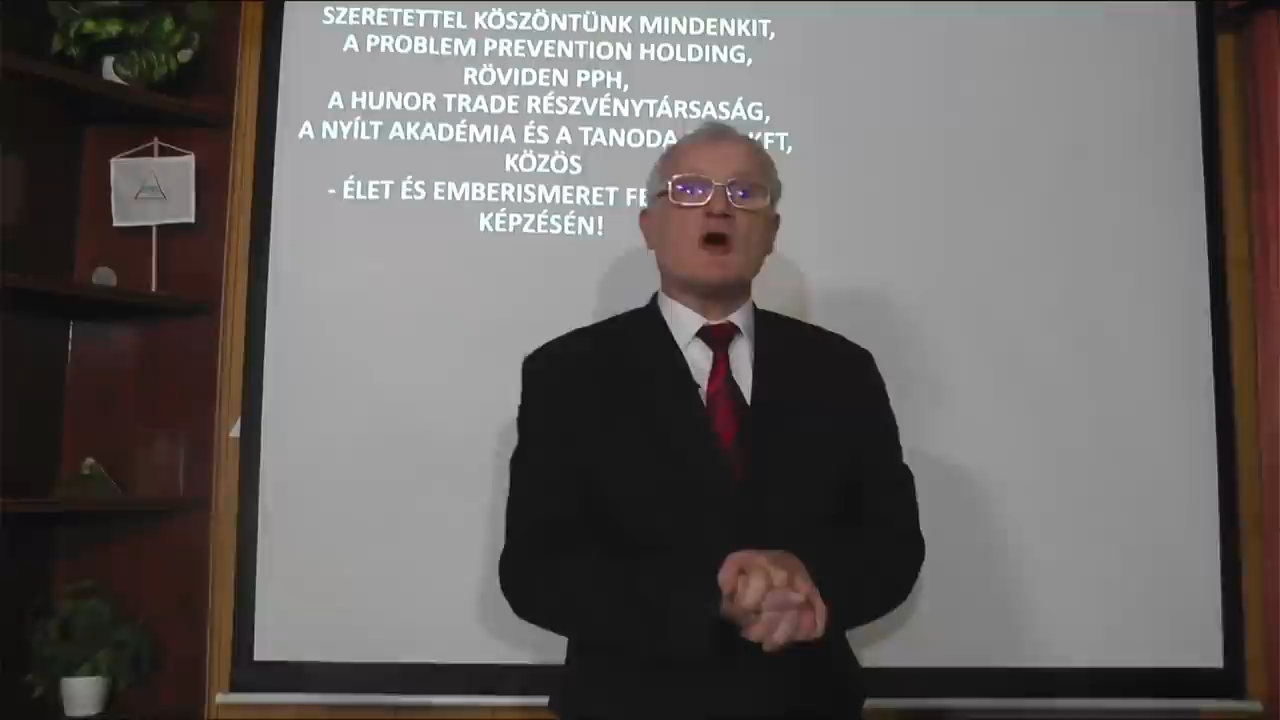 SZERETETTEL KÖSZÖNTÜNK MINDENKIT,
A PROBLEM PREVENTION HOLDING,
RÖVIDEN PPH,
A HUNOR TRADE RÉSZVÉNYTÁRSASÁG,
A NYÍLT AKADÉMIA ÉS A TANODA KFT,
KÖZÖS
- ÉLET ÉS EMBERISMERET
KÉPZÉSÉN!